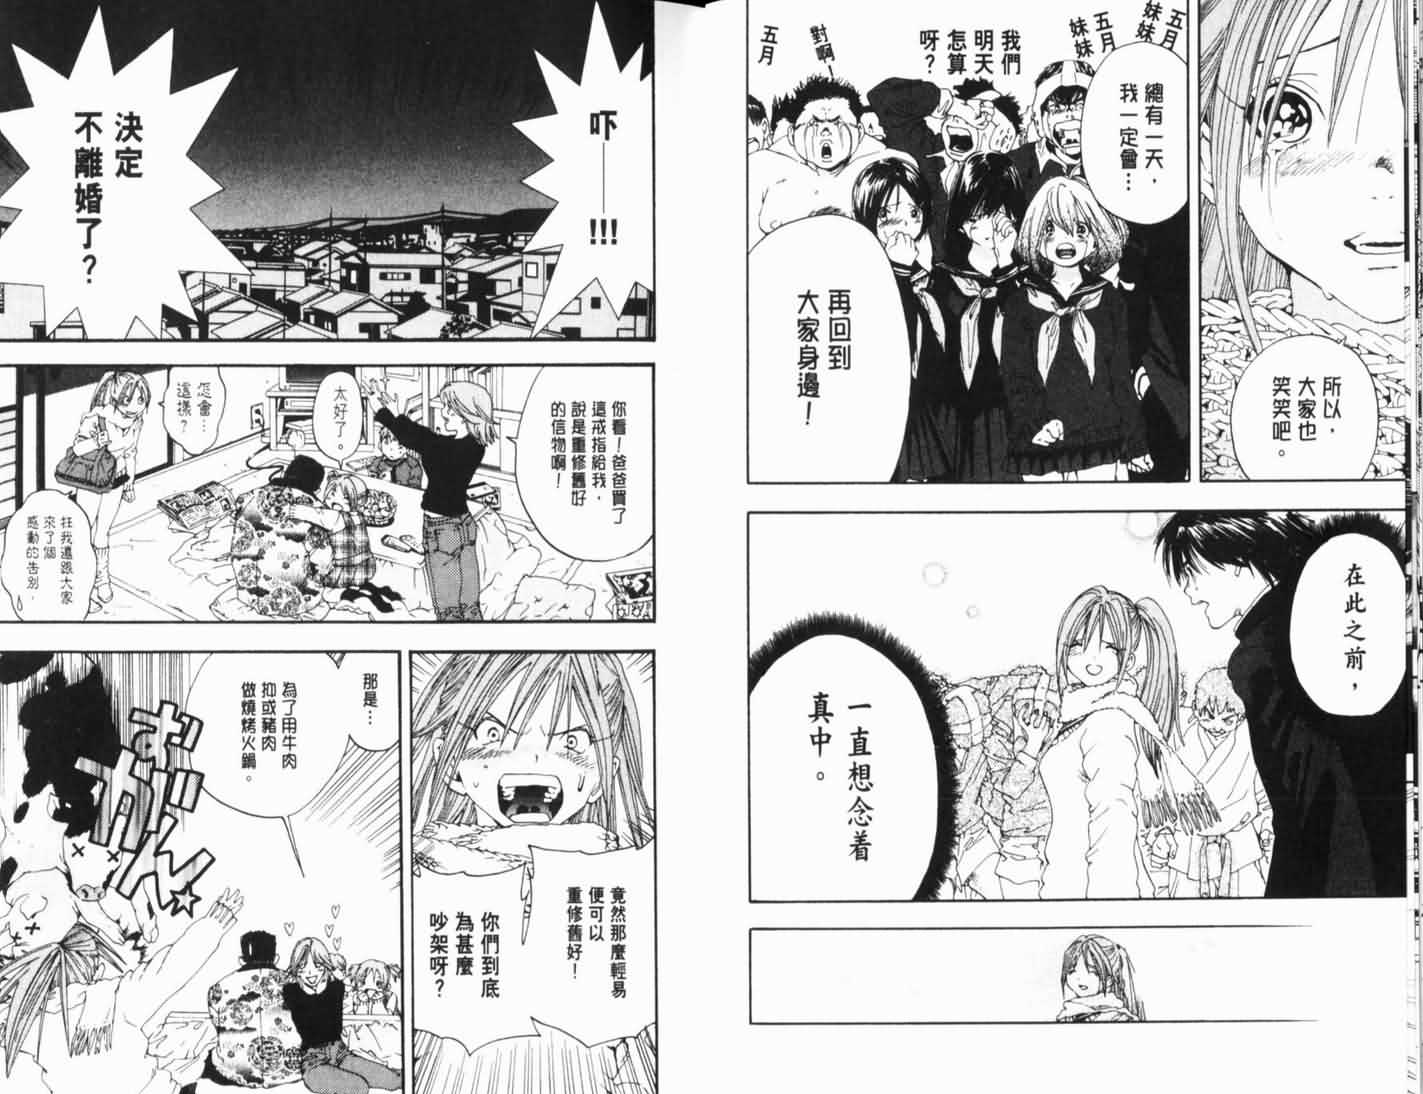 所以，
大家也
笑笑吧。
五月
妹妹
五月
妹妹
總有一天，
我一定會…
我們
明天
怎算
呀？
對啊！
五月
再回到
大家身邊！
在此之前，
一直想念着
真中。
吓——!!!
決定
不離婚了？
你看！爸爸買了
這戒指給我，
說是重修舊好
的信物啊！
太好了。
怎會…
這樣？
枉我還跟大家
來了個
感動的告別，
竟然那麼輕易
便可以
重修舊好！
你們到底
為甚麼
吵架呀？
那是…
為了用牛肉
抑或豬肉
做燒烤火鍋。
おがーん